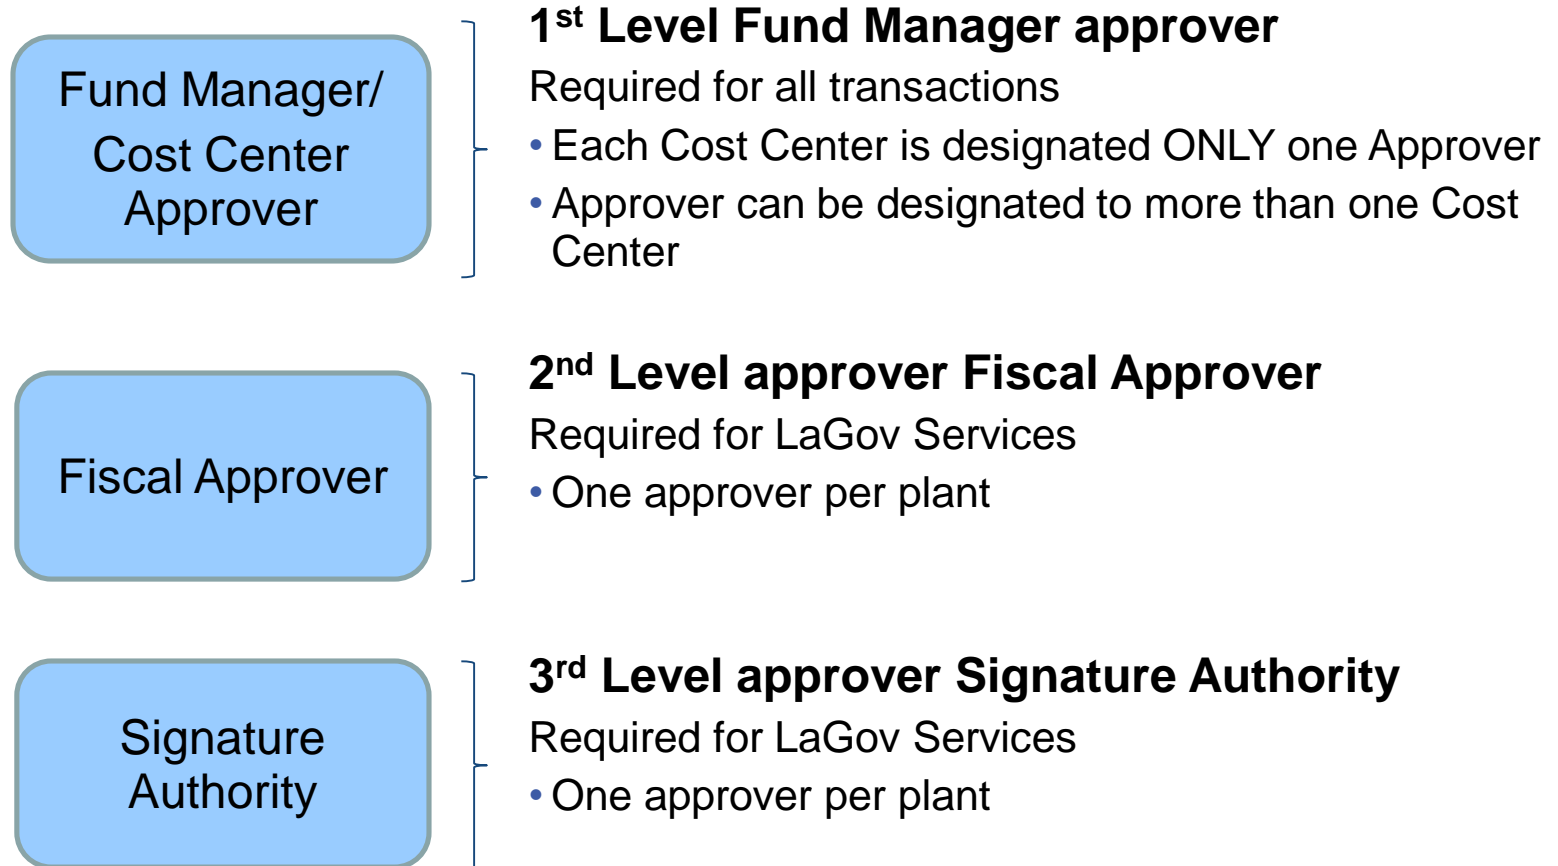 Fund Manager/
Cost Center
Approver
1st Level Fund Manager approver
Required for all transactions
• Each Cost Center is designated ONLY one Approver
• Approver can be designated to more than one Cost
Center
Fiscal Approver
2nd Level approver Fiscal Approver
Required for LaGov Services
• One approver per plant
Signature
Authority
3rd Level approver Signature Authority
Required for LaGov Services
• One approver per plant